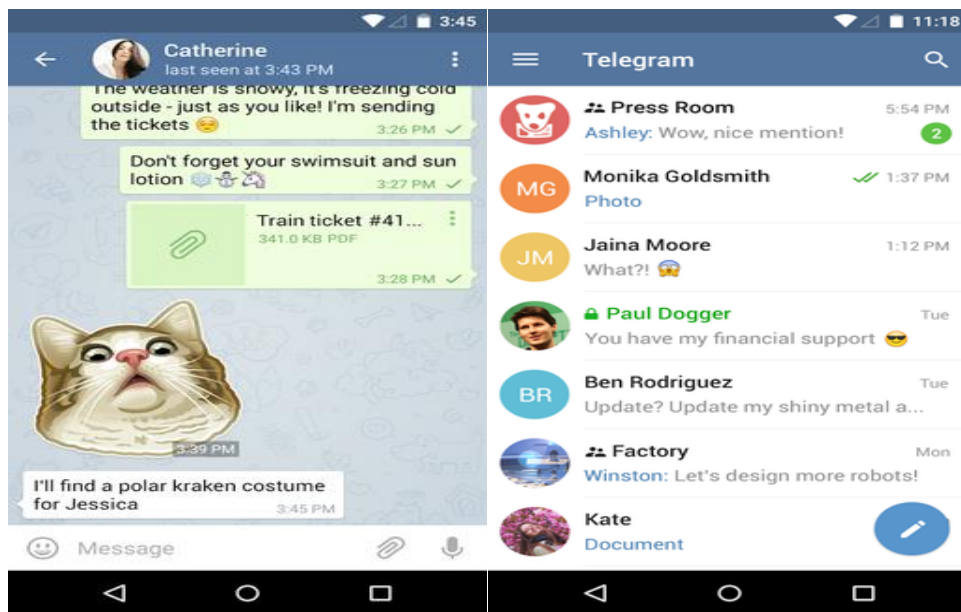 3:45
Catherine
last seen at 3:43 PM
The weather is snowy, it's freezing cold
outside - just as you like! I'm sending
the tickets 😊
3:26 PM
Don't forget your swimsuit and sun
lotion ❄️⛄🦄
3:27 PM
Train ticket #41...
341.0 KB PDF
3:28 PM
3:39 PM
I'll find a polar kraken costume
for Jessica
3:45 PM
Message
11:18
Telegram
Press Room
5:54 PM
Ashley: Wow, nice mention!
2
MG
Monika Goldsmith
1:37 PM
Photo
JM
Jaina Moore
1:12 PM
What?! 😱
Paul Dogger
Tue
You have my financial support 😎
BR
Ben Rodriguez
Tue
Update? Update my shiny metal a...
Factory
Mon
Winston: Let's design more robots!
Kate
Document